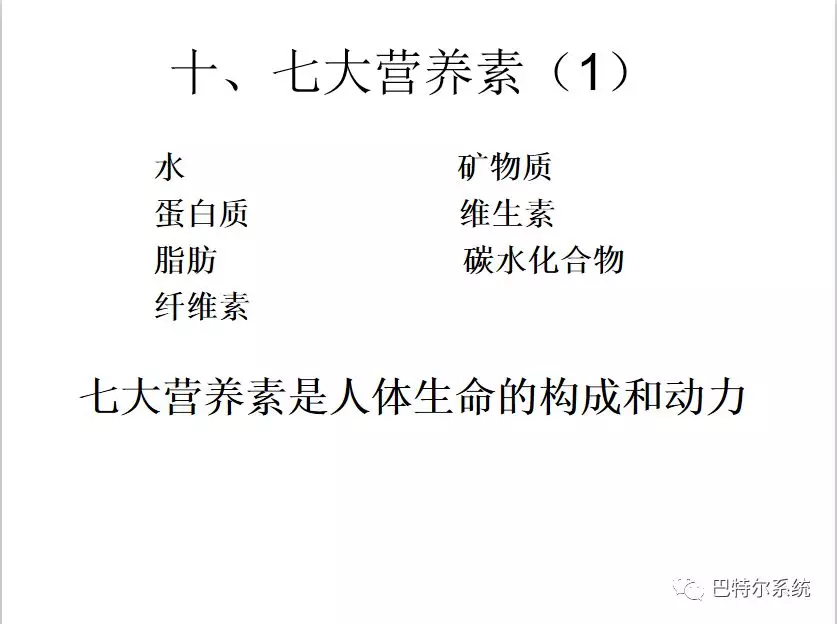 十、七大营养素（1）
水 矿物质
蛋白质 维生素
脂肪 碳水化合物
纤维素
七大营养素是人体生命的构成和动力
巴特尔系统